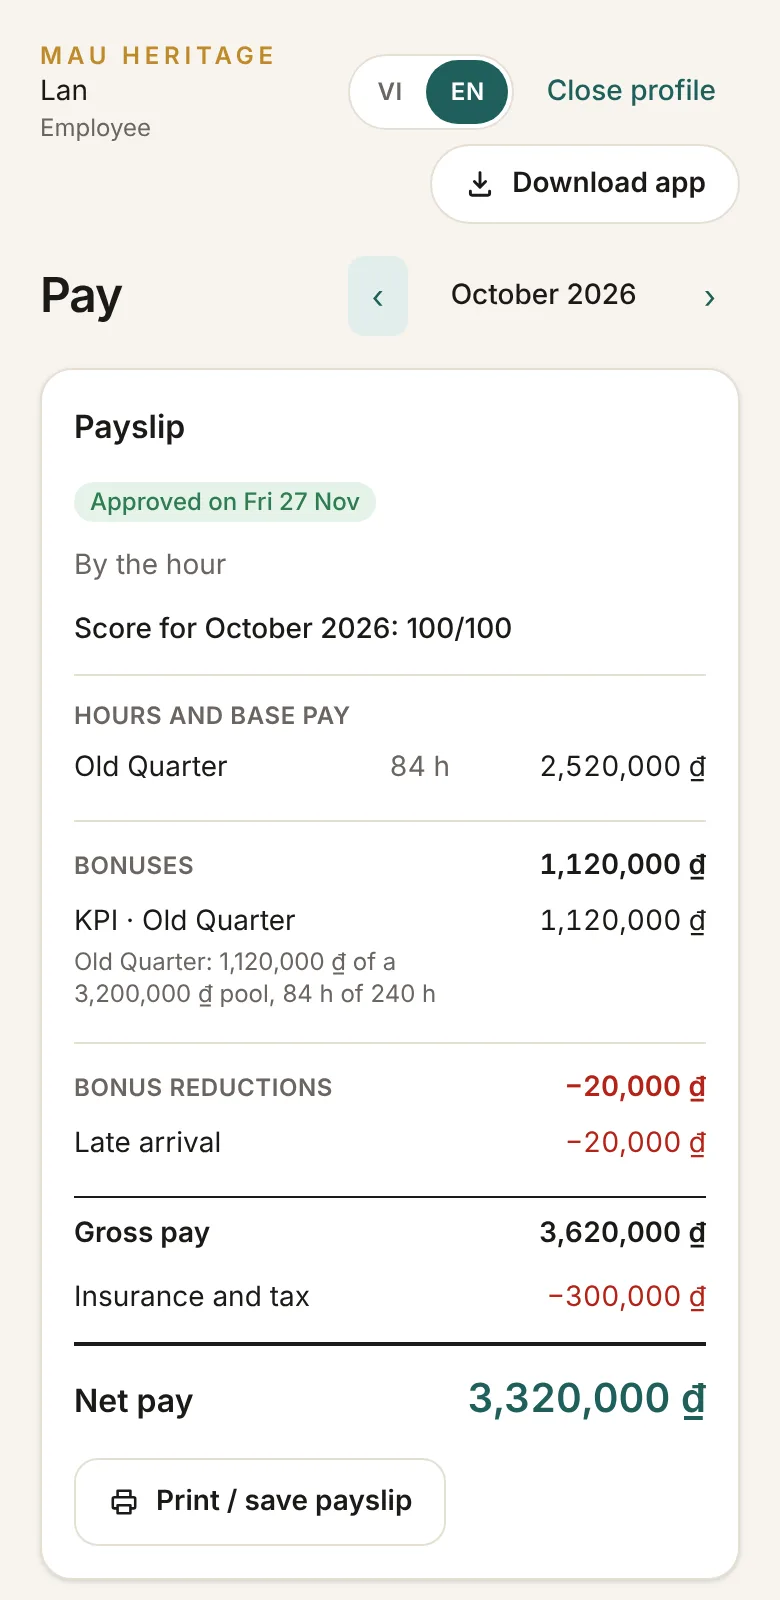 MAU HERITAGE
Lan
Employee
VI EN
Close profile
Download app
Pay
‹ October 2026 ›
Payslip
Approved on Fri 27 Nov
By the hour
Score for October 2026: 100/100
HOURS AND BASE PAY
Old Quarter 84 h 2,520,000 ₫
BONUSES 1,120,000 ₫
KPI · Old Quarter 1,120,000 ₫
Old Quarter: 1,120,000 ₫ of a
3,200,000 ₫ pool, 84 h of 240 h
BONUS REDUCTIONS −20,000 ₫
Late arrival −20,000 ₫
Gross pay 3,620,000 ₫
Insurance and tax −300,000 ₫
Net pay 3,320,000 ₫
Print / save payslip